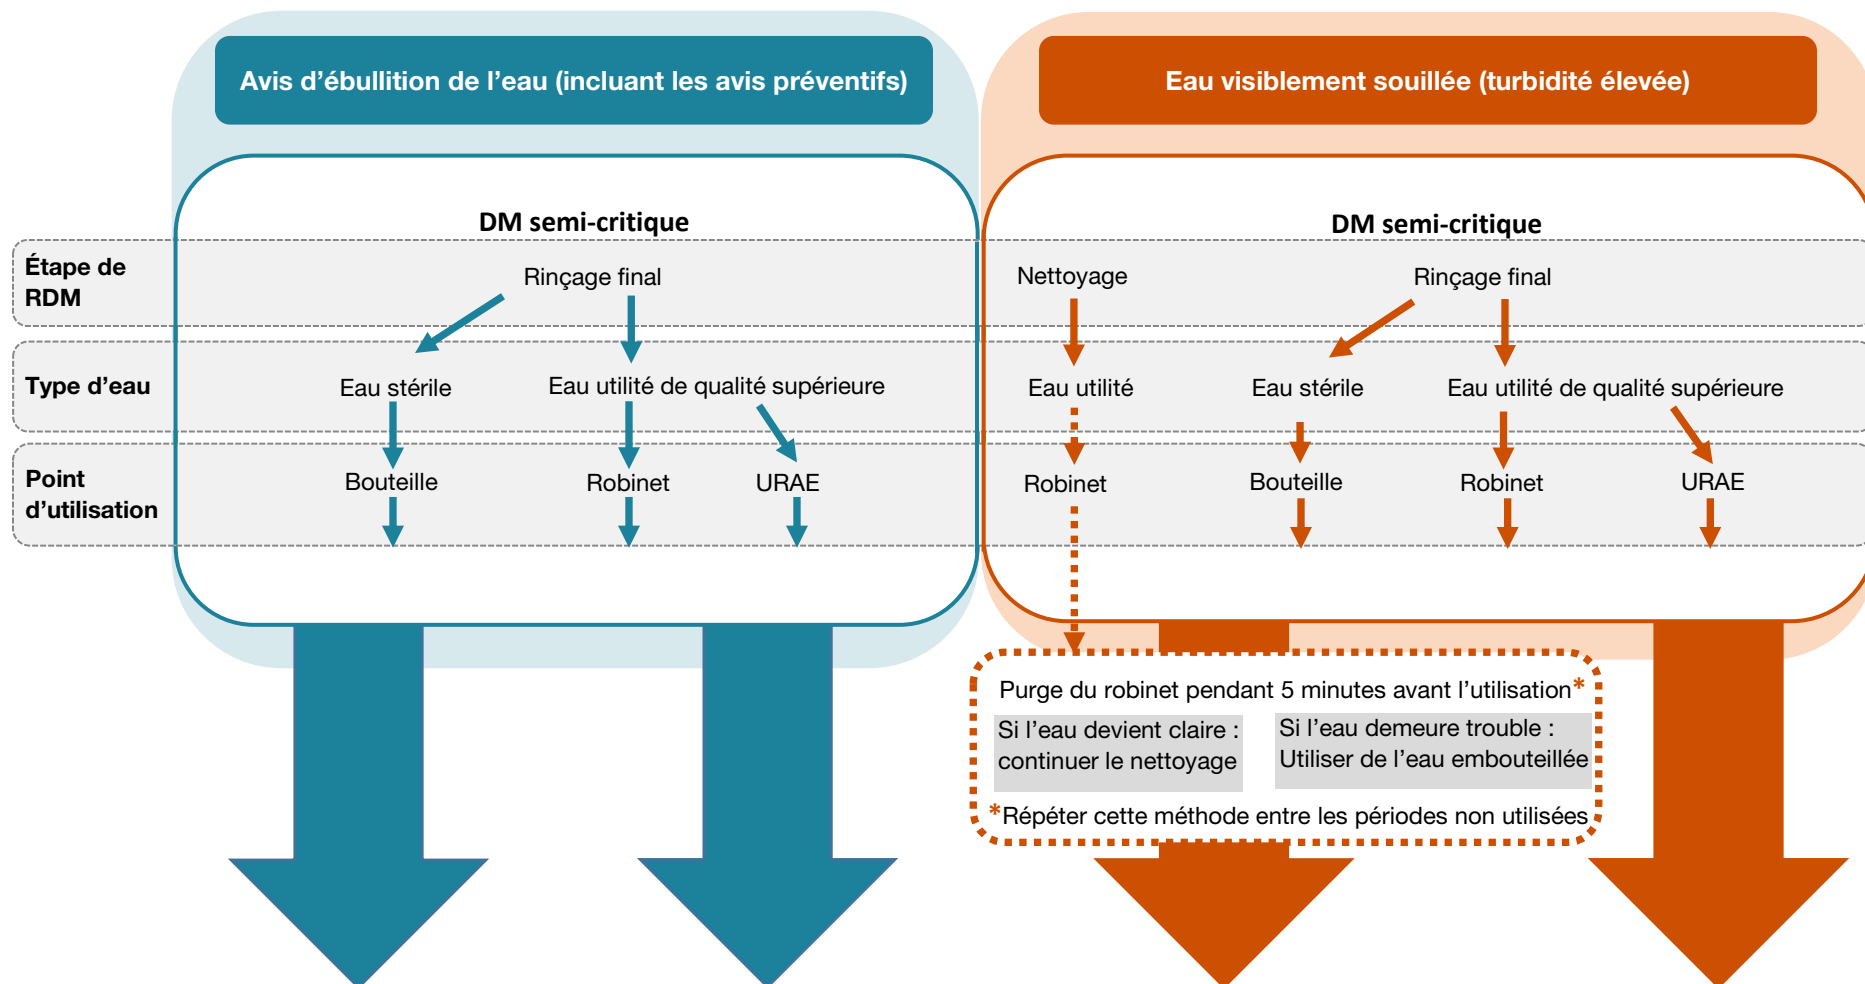 Avis d’ébullition de l’eau (incluant les avis préventifs)
Eau visiblement souillée (turbidité élevée)
DM semi-critique
DM semi-critique
Étape de
RDM
Rinçage final
Nettoyage
Rinçage final
Type d’eau
Eau stérile
Eau utilité de qualité supérieure
Eau utilité
Eau stérile
Eau utilité de qualité supérieure
Point
d’utilisation
Bouteille
Robinet
URAE
Robinet
Bouteille
Robinet
URAE
Purge du robinet pendant 5 minutes avant l’utilisation*
Si l’eau devient claire :
continuer le nettoyage
Si l’eau demeure trouble :
Utiliser de l’eau embouteillée
*Répéter cette méthode entre les périodes non utilisées